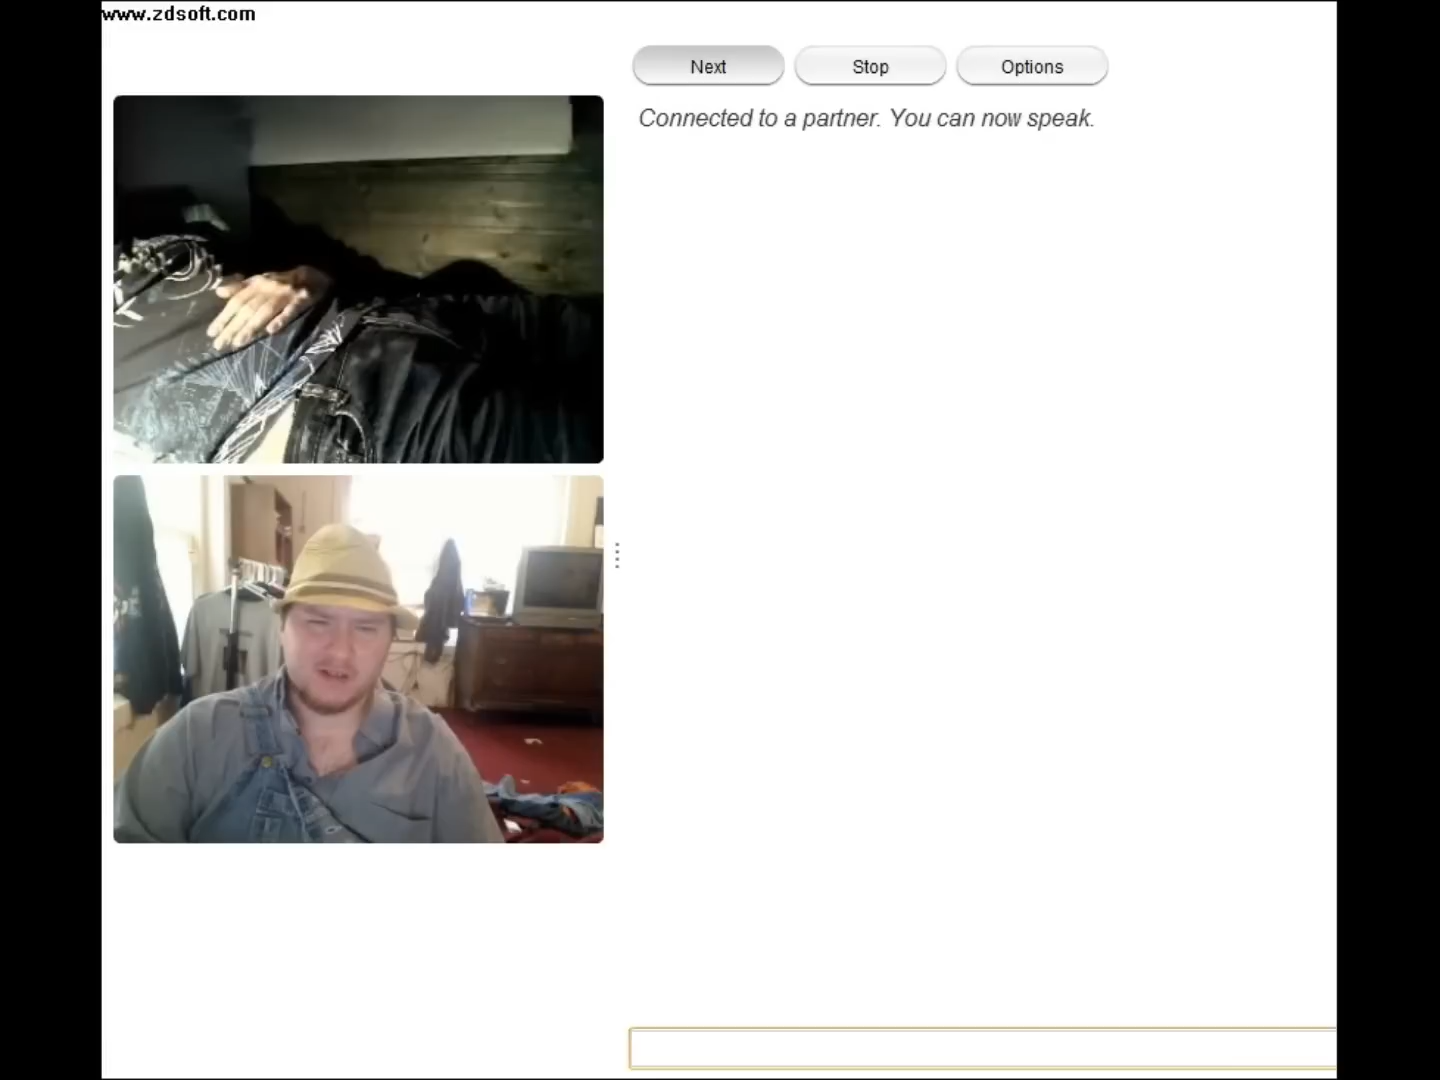 www.zdsoft.com
Next
Stop
Options
Connected to a partner. You can now speak.